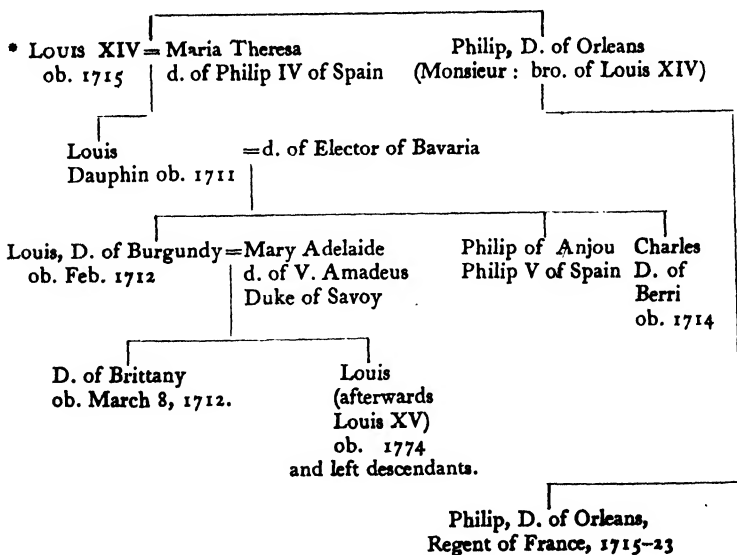 * Louis XIV = Maria Theresa
ob. 1715 d. of Philip IV of Spain
Philip, D. of Orleans
(Monsieur : bro. of Louis XIV)
Louis = d. of Elector of Bavaria
Dauphin ob. 1711
Louis, D. of Burgundy = Mary Adelaide
ob. Feb. 1712 d. of V. Amadeus
Duke of Savoy
Philip of Anjou
Philip V of Spain
Charles
D. of
Berri
ob. 1714
D. of Brittany
ob. March 8, 1712.
Louis
(afterwards
Louis XV)
ob. 1774
and left descendants.
Philip, D. of Orleans,
Regent of France, 1715–23